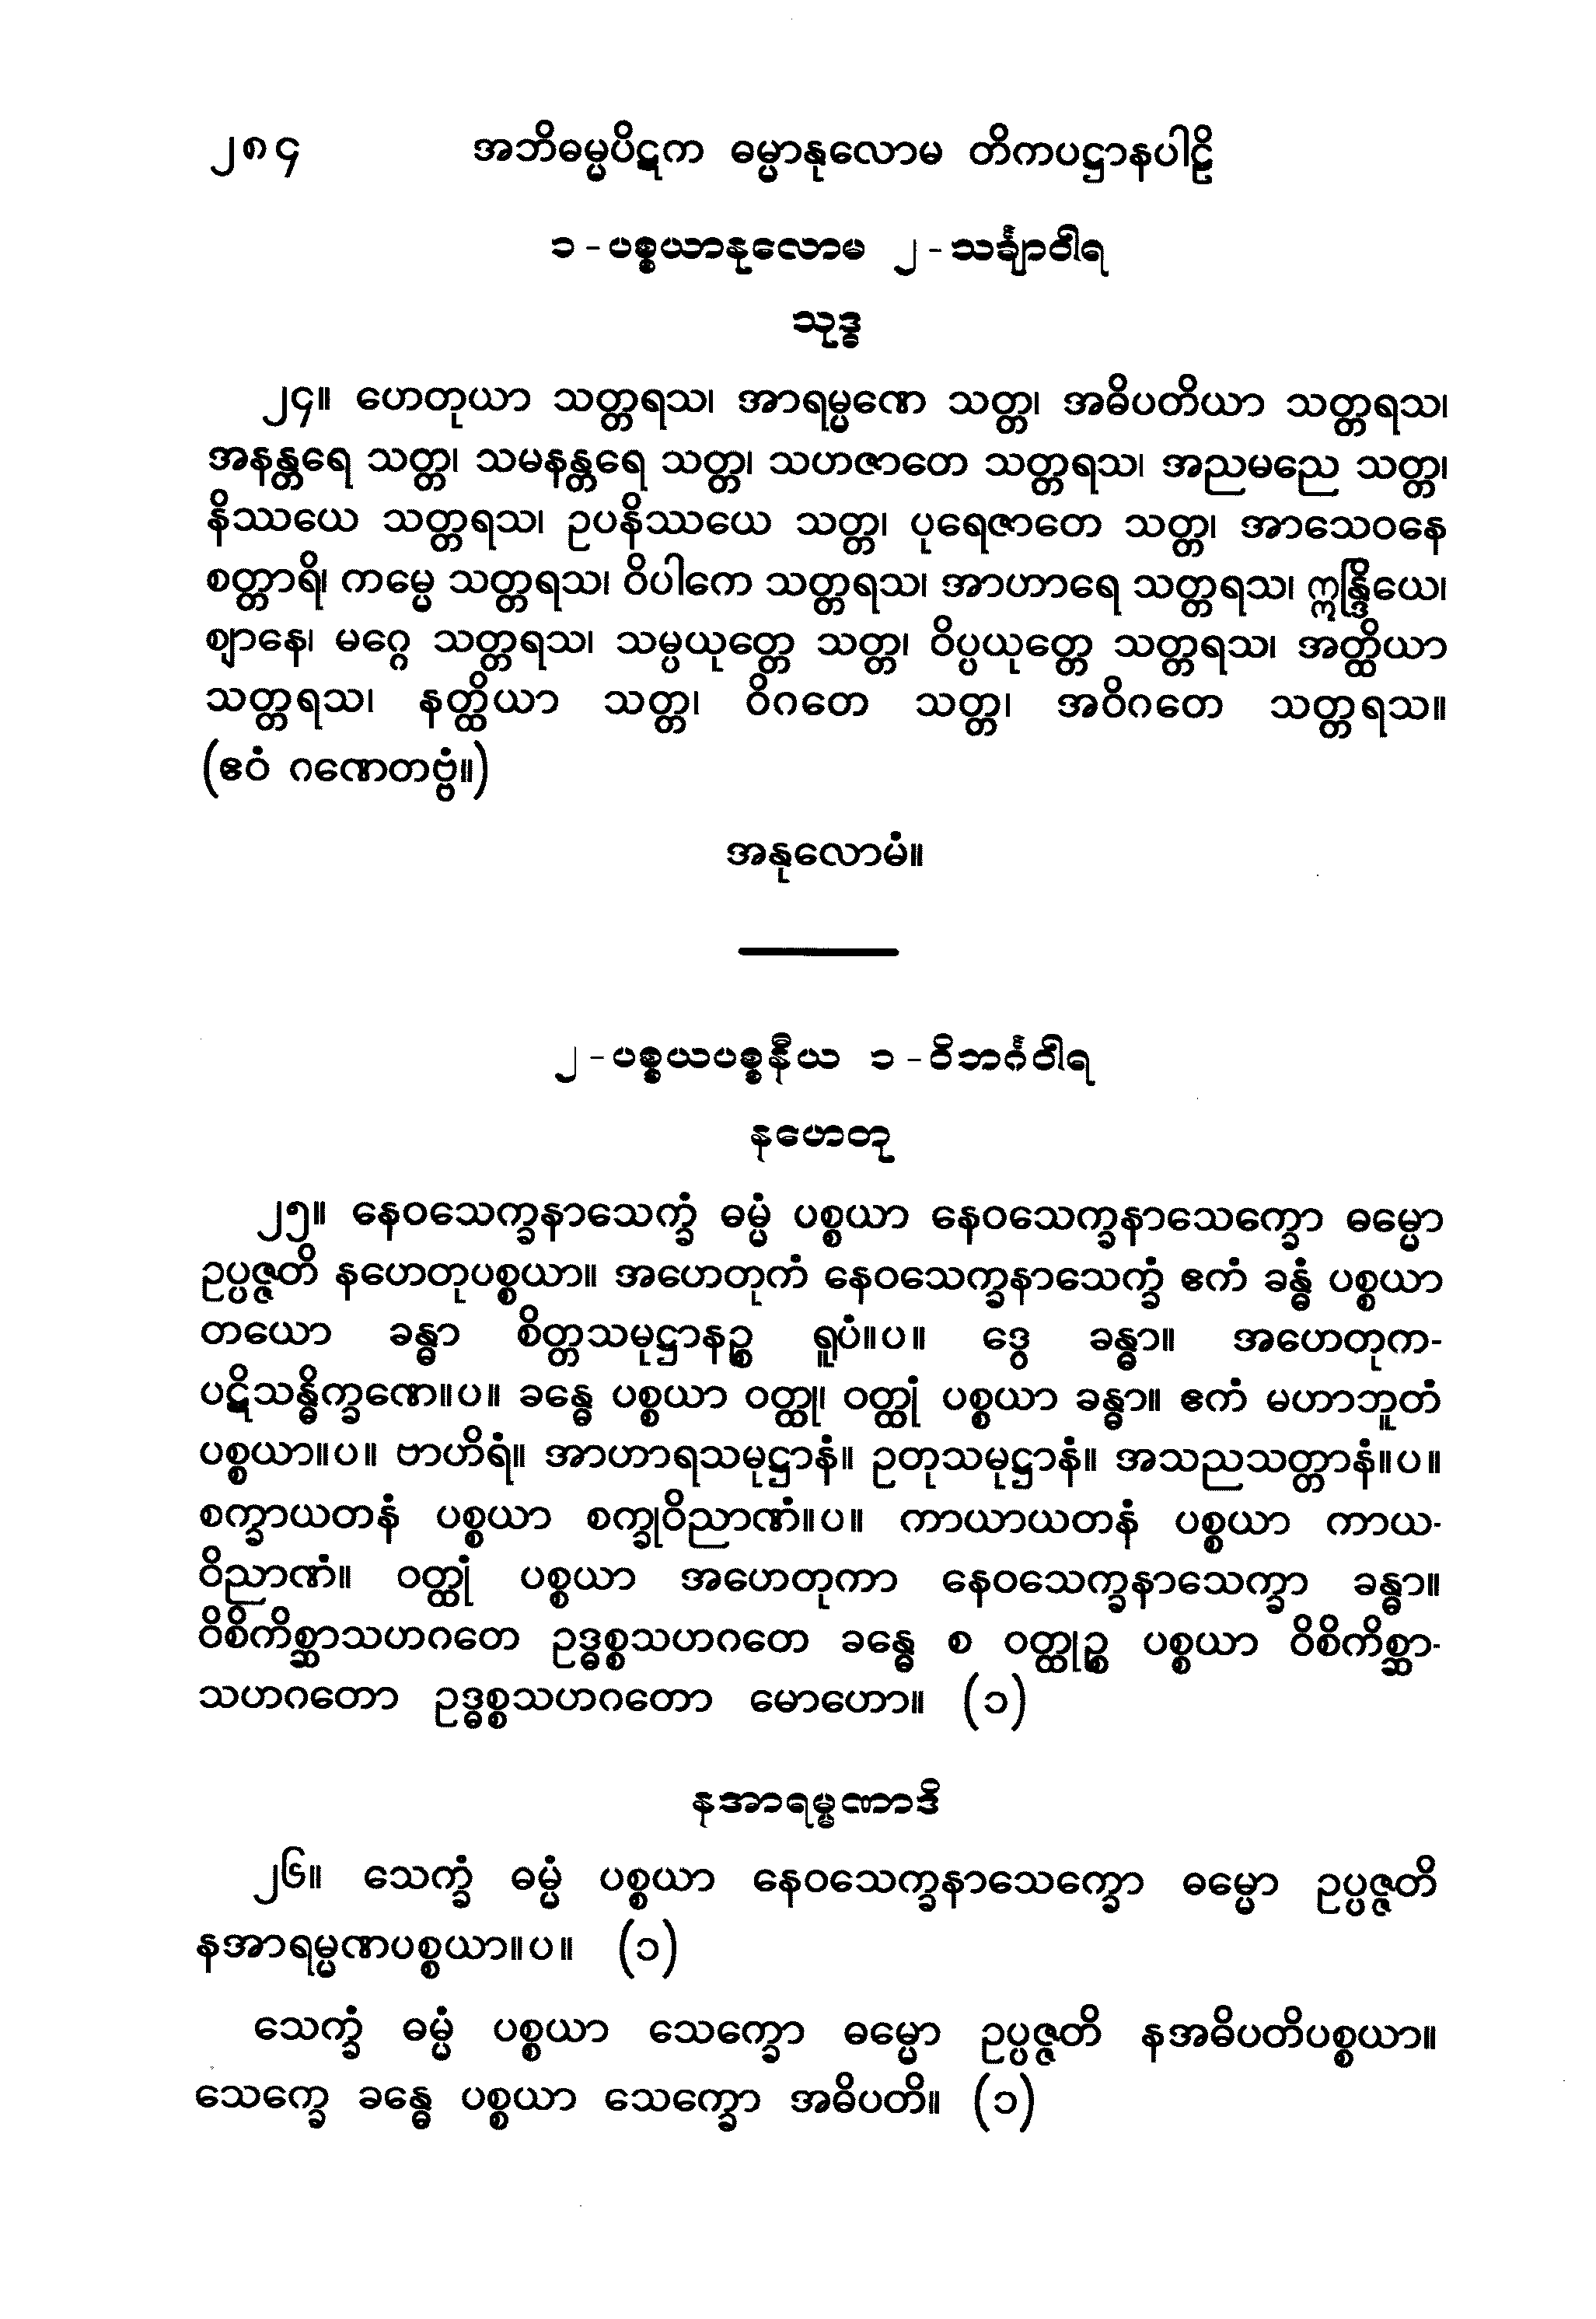 ၂၈၄ အဘိဓမ္မပိဋက ဓမ္မာနုလောမ တိကပဋ္ဌာနပါဠိ
၁-ပစ္စယာနုလောမ ၂-သင်္ချာဝါရ
သုဒ္ဓ
၂၄။ ဟေတုယာ သတ္တရသ၊ အာရမ္မဏေ သတ္တ၊ အဓိပတိယာ သတ္တရသ၊
အနန္တရေ သတ္တ၊ သမနန္တရေ သတ္တ၊ သဟဇာတေ သတ္တရသ၊ အညမညေ သတ္တ၊
နိဿယေ သတ္တရသ၊ ဥပနိဿယေ သတ္တ၊ ပုရေဇာတေ သတ္တ၊ အာသေဝနေ
စတ္တာရိ၊ ကမ္မေ သတ္တရသ၊ ဝိပါကေ သတ္တရသ၊ အာဟာရေ သတ္တရသ၊ ဣန္ဒြိယေ၊
ဈာနေ၊ မဂ္ဂေ သတ္တရသ၊ သမ္ပယုတ္တေ သတ္တ၊ ဝိပ္ပယုတ္တေ သတ္တရသ၊ အတ္ထိယာ
သတ္တရသ၊ နတ္ထိယာ သတ္တ၊ ဝိဂတေ သတ္တ၊ အဝိဂတေ သတ္တရသ။
(ဧဝံ ဂဏေတဗ္ဗံ။)
အနုလောမံ။
၂-ပစ္စယပစ္စနီယ ၁-ဝိဘင်္ဂဝါရ
နဟေတု
၂၅။ နေဝသေက္ခနာသေက္ခံ ဓမ္မံ ပစ္စယာ နေဝသေက္ခနာသေက္ခော ဓမ္မော
ဥပ္ပဇ္ဇတိ နဟေတုပစ္စယာ။ အဟေတုကံ နေဝသေက္ခနာသေက္ခံ ဧကံ ခန္ဓံ ပစ္စယာ
တယော ခန္ဓာ စိတ္တသမုဋ္ဌာနဉ္စ ရူပံ။ပ။ ဒွေ ခန္ဓာ။ အဟေတုက-
ပဋိသန္ဓိက္ခဏေ။ပ။ ခန္ဓေ ပစ္စယာ ဝတ္ထု၊ ဝတ္ထုံ ပစ္စယာ ခန္ဓာ။ ဧကံ မဟာဘူတံ
ပစ္စယာ။ပ။ ဗာဟိရံ။ အာဟာရသမုဋ္ဌာနံ။ ဥတုသမုဋ္ဌာနံ။ အသညသတ္တာနံ။ပ။
စက္ခာယတနံ ပစ္စယာ စက္ခုဝိညာဏံ။ပ။ ကာယာယတနံ ပစ္စယာ ကာယ-
ဝိညာဏံ။ ဝတ္ထုံ ပစ္စယာ အဟေတုကာ နေဝသေက္ခနာသေက္ခာ ခန္ဓာ။
ဝိစိကိစ္ဆာသဟဂတေ ဥဒ္ဓစ္စသဟဂတေ ခန္ဓေ စ ဝတ္ထုဉ္စ ပစ္စယာ ဝိစိကိစ္ဆာ-
သဟဂတော ဥဒ္ဓစ္စသဟဂတော မောဟော။ (၁)
နအာရမ္မဏာဒိ
၂၆။ သေက္ခံ ဓမ္မံ ပစ္စယာ နေဝသေက္ခနာသေက္ခော ဓမ္မော ဥပ္ပဇ္ဇတိ
နအာရမ္မဏပစ္စယာ။ပ။ (၁)
သေက္ခံ ဓမ္မံ ပစ္စယာ သေက္ခော ဓမ္မော ဥပ္ပဇ္ဇတိ နအဓိပတိပစ္စယာ။
သေက္ခေ ခန္ဓေ ပစ္စယာ သေက္ခော အဓိပတိ။ (၁)